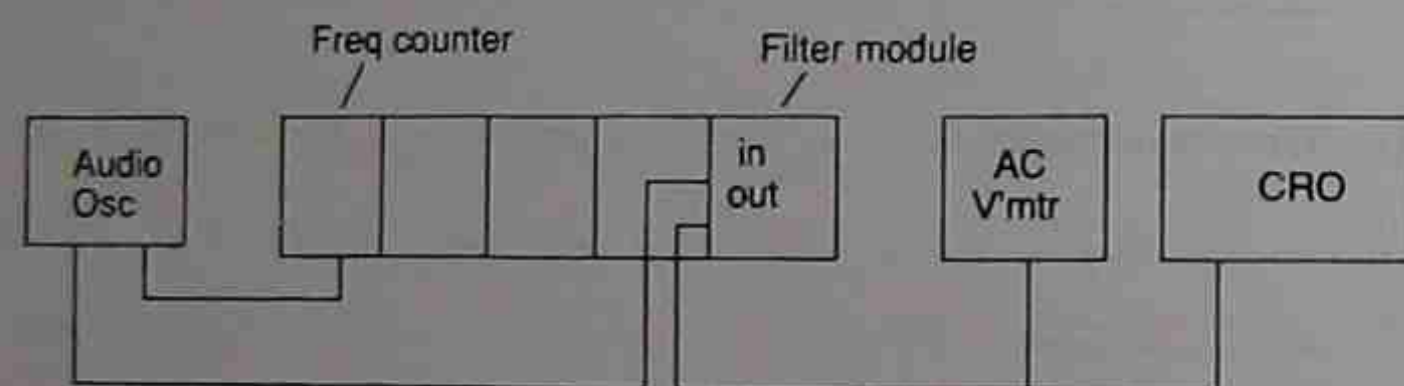 Freq counter
Filter module
Audio
Osc
in
out
AC
V'mtr
CRO